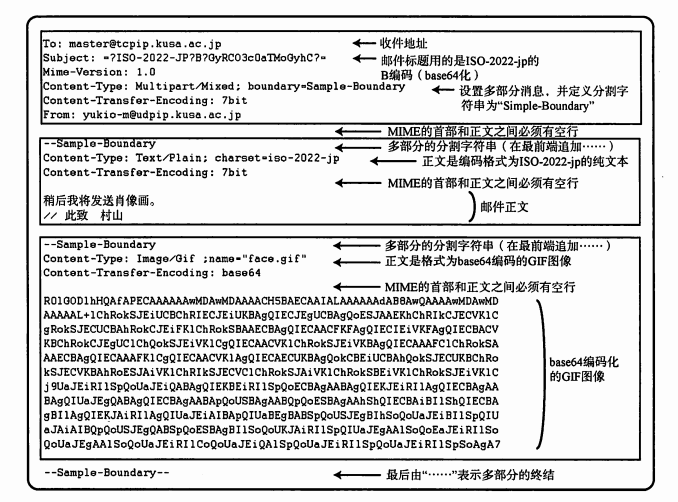 To: master@tcpip.kusa.ac.jp ← 收件地址
Subject: =?ISO-2022-JP?B?GyRC03c0aTMoGyhC?= ← 邮件标题用的是ISO-2022-jp的
B编码（base64化）
Mime-Version: 1.0
Content-Type: Multipart/Mixed; boundary=Sample-Boundary ← 设置多部分消息，并定义分割字
符串为“Simple-Boundary”
Content-Transfer-Encoding: 7bit
From: yukio-m@udpip.kusa.ac.jp
← MIME的首部和正文之间必须有空行
--Sample-Boundary ← 多部分的分割字符串（在最前端追加……）
Content-Type: Text/Plain; charset=iso-2022-jp ← 正文是编码格式为ISO-2022-jp的纯文本
Content-Transfer-Encoding: 7bit
← MIME的首部和正文之间必须有空行
稍后我将发送肖像画。
// 此致 村山
邮件正文
--Sample-Boundary ← 多部分的分割字符串（在最前端追加……）
Content-Type: Image/Gif ;name="face.gif" ← 正文是格式为base64编码的GIF图像
Content-Transfer-Encoding: base64
← MIME的首部和正文之间必须有空行
R0lGODlhHQAfAPECAAAAAAwMDAwMDAAAACH5BAECAAIALAAAAAAdAB8AwQAAAAwMDAwMD
AAAAAL+lChRokSJEiUCBChRIECJEiUKBAgQIECJEgUCBAgQoESJAAEKhChRIkCJECVKlC
gRokSJECUCBAhRokCJEiFKlChRokSBAAECBAgQIECAACFKFAgQIECIEiVKFAgQIECBACV
KBChRokCJEgUClChQokSJEiVKlCgQIECAACVKlChRokSJEiVKBAgQIECAAAFClChRokSA
AAECBAgQIECAAAFKlCgQIECAACVKlAgQIECAECUKBAgQokCBEiUCBAhQokSJECUKBChRo
kSJECVKBAhRoESJAiVKlChRIkSJECVClChRokSJAiVKlChRokSBEiVKlChRokSJEiVKlC
j9UaJEiRIlSpQoUaJEiQABAgQIEKBEiRIlSpQoECBAgAABAgQIEKJEiRIlAgQIECBAgAA
BAgQIUaJEgQABAgQIECBAgAABApQoUSBAgAABQpQoESBAgAAhShQIECBAiBIlShQIECBA
gBIlAgQIEKJAiRIlAgQIUaJEiAIBApQIUaBEgBABSpQoUSJEgBIhSQoUaJEiBIlSpQIU
aJAiAIBQpQoUSJEgQABSpQoESBAgBIlSoQoUKJAiRIlSpQIUaJEgAAlSoQoEaJEiRIlSo
QoUaJEgAAlSoQoUaJEiRIlCoQoUaJEiQAlSpQoUaJEiRIlSpQoUaJEiRIlSpSoAgA7
base64编码化
的GIF图像
--Sample-Boundary-- ← 最后由“……”表示多部分的终结